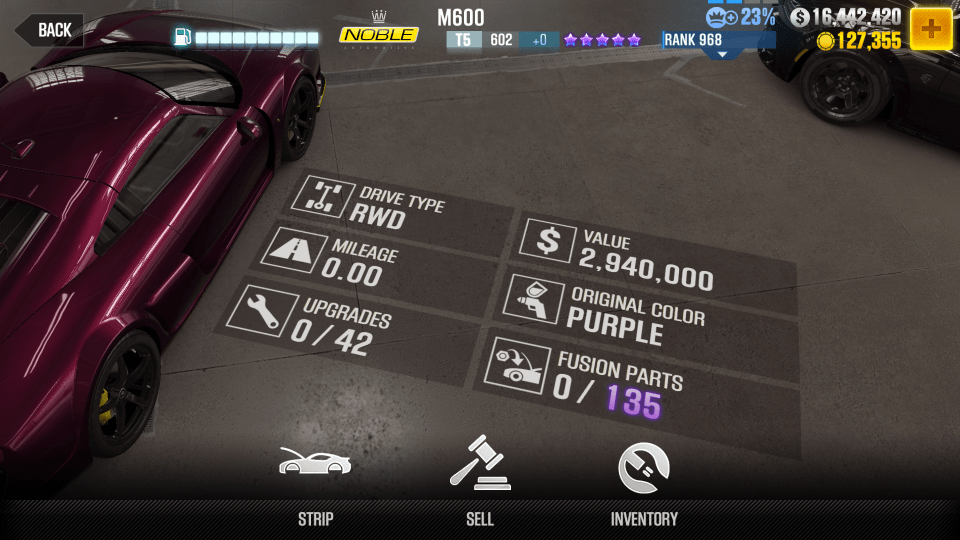 BACK
NOBLE
M600
T5 602 +0
23%
RANK 968
$ 16,442,420
127,355
DRIVE TYPE
RWD
MILEAGE
0.00
UPGRADES
0 / 42
$
VALUE
2,940,000
ORIGINAL COLOR
PURPLE
FUSION PARTS
0 / 135
STRIP
SELL
INVENTORY